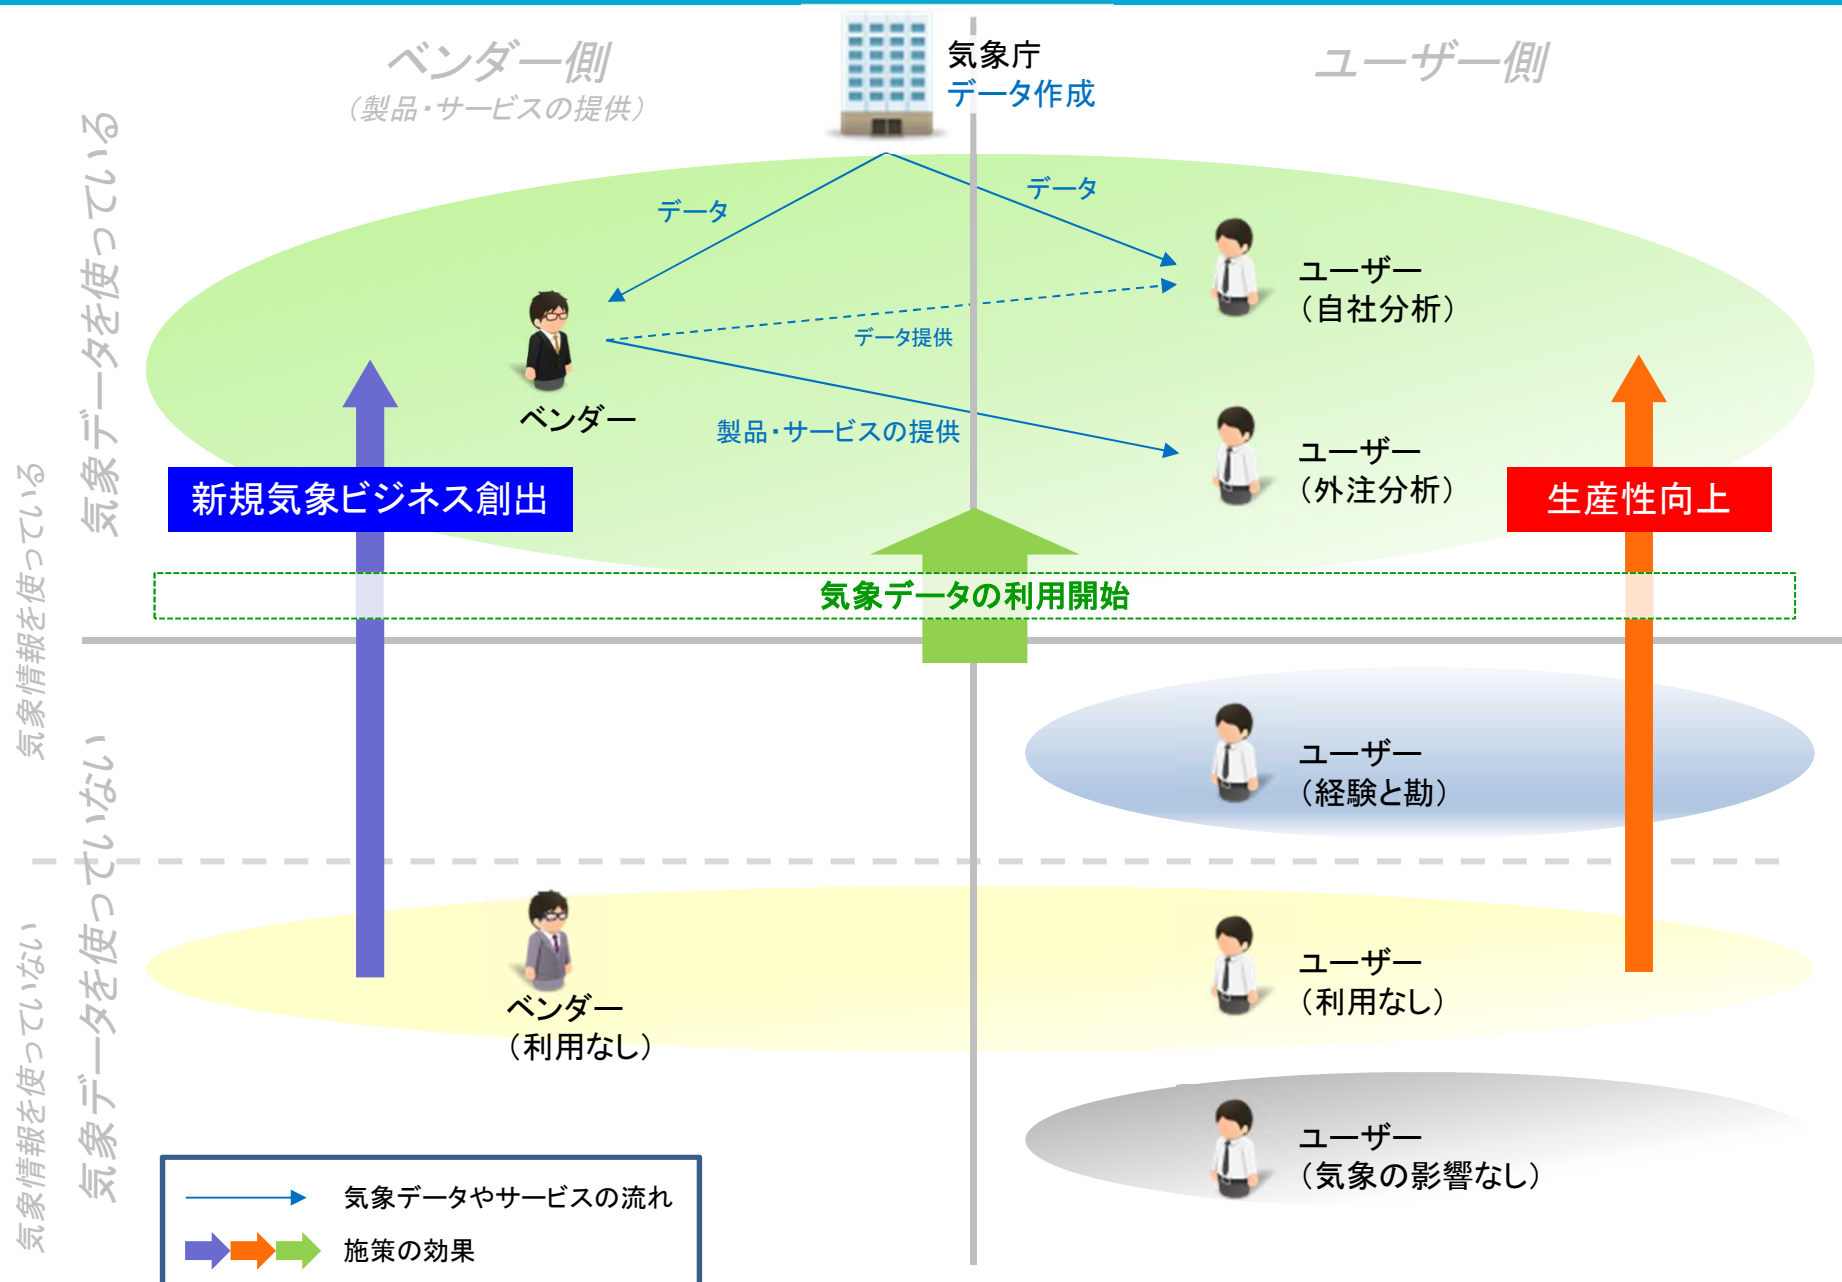 ベンダー側
（製品・サービスの提供）
気象庁
データ作成
ユーザー側
気象データを使っている
気象情報を使っている
データ
データ
ユーザー
（自社分析）
データ提供
ベンダー
製品・サービスの提供
ユーザー
（外注分析）
新規気象ビジネス創出
生産性向上
気象データの利用開始
気象データを使っていない
気象情報を使っていない
ユーザー
（経験と勘）
ベンダー
（利用なし）
ユーザー
（利用なし）
ユーザー
（気象の影響なし）
気象データやサービスの流れ
施策の効果